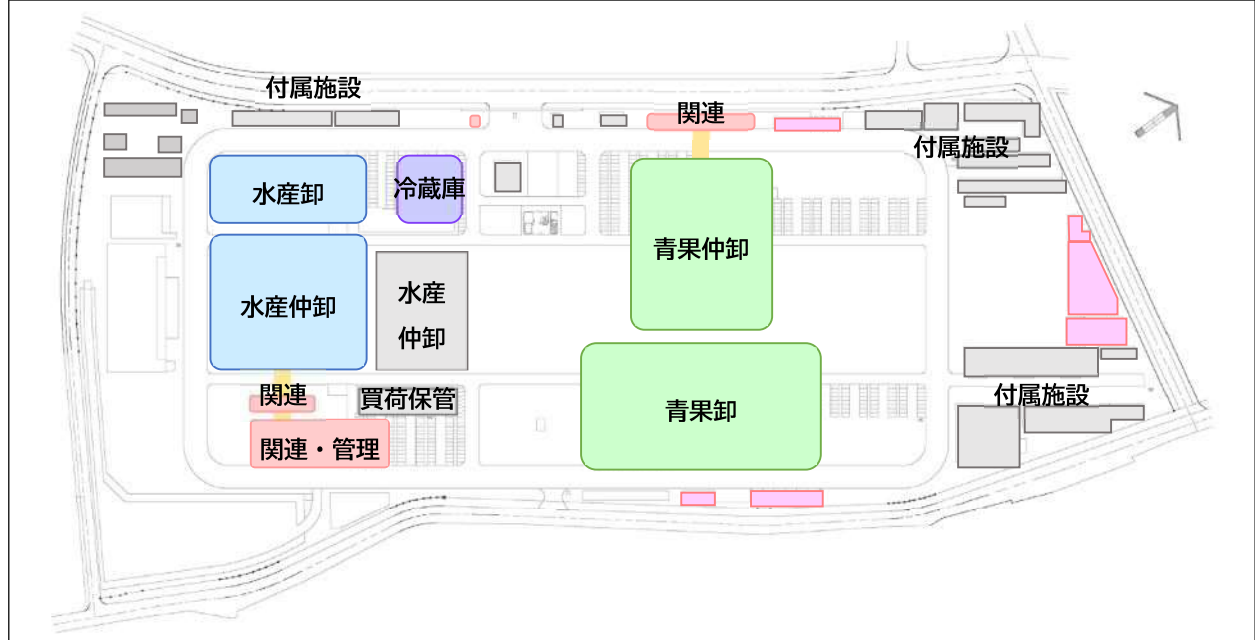 付属施設
関連
付属施設
水産卸
冷蔵庫
青果仲卸
水産仲卸
水産
仲卸
関連
買荷保管
付属施設
青果卸
関連・管理